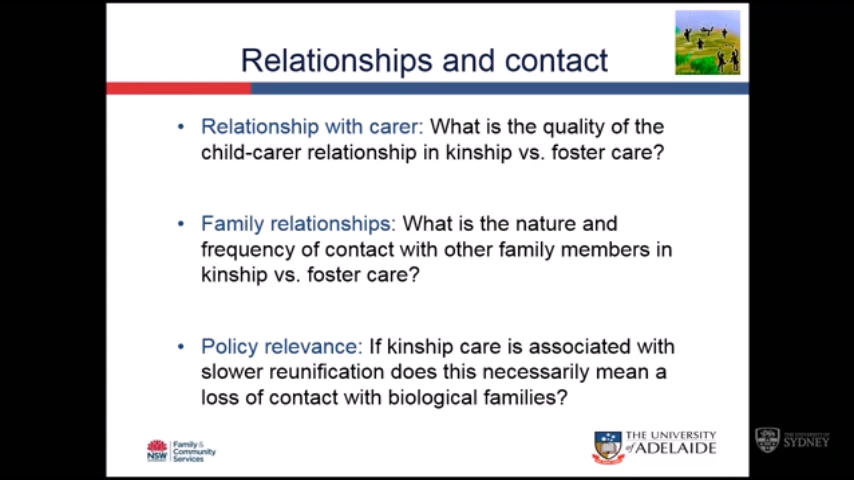 Relationships and contact
• Relationship with carer: What is the quality of the
child-carer relationship in kinship vs. foster care?
• Family relationships: What is the nature and
frequency of contact with other family members in
kinship vs. foster care?
• Policy relevance: If kinship care is associated with
slower reunification does this necessarily mean a
loss of contact with biological families?
NSW
Family &
Community
Services
THE UNIVERSITY
of ADELAIDE
THE UNIVERSITY OF
SYDNEY